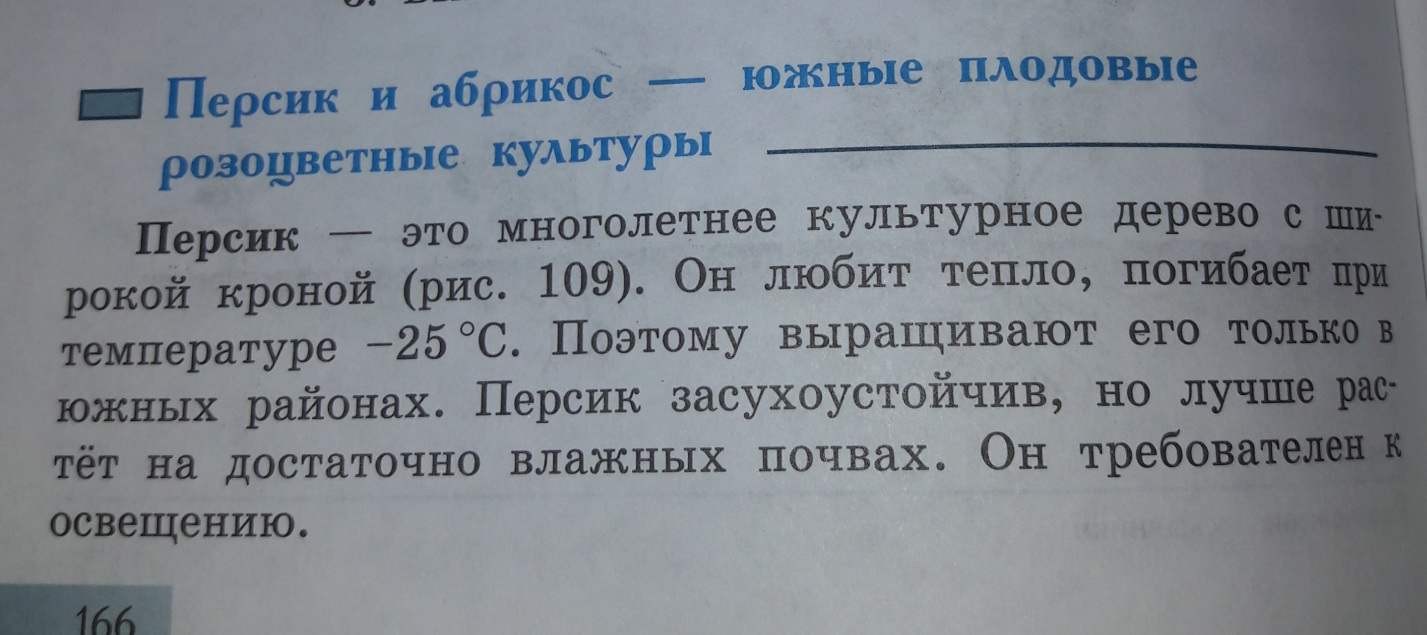 Персик и абрикос — южные плодовые
розоцветные культуры
Персик — это многолетнее культурное дерево с ши-
рокой кроной (рис. 109). Он любит тепло, погибает при
температуре −25 °С. Поэтому выращивают его только в
южных районах. Персик засухоустойчив, но лучше рас-
тёт на достаточно влажных почвах. Он требователен к
освещению.
166